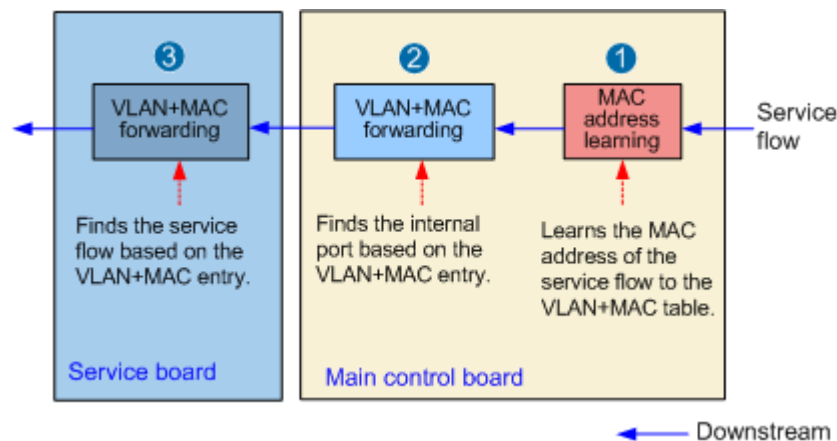 3
VLAN+MAC
forwarding
Finds the service
flow based on the
VLAN+MAC entry.
Service board
2
VLAN+MAC
forwarding
Finds the internal
port based on the
VLAN+MAC entry.
1
MAC
address
learning
Learns the MAC
address of the
service flow to the
VLAN+MAC table.
Main control board
Service
flow
Downstream